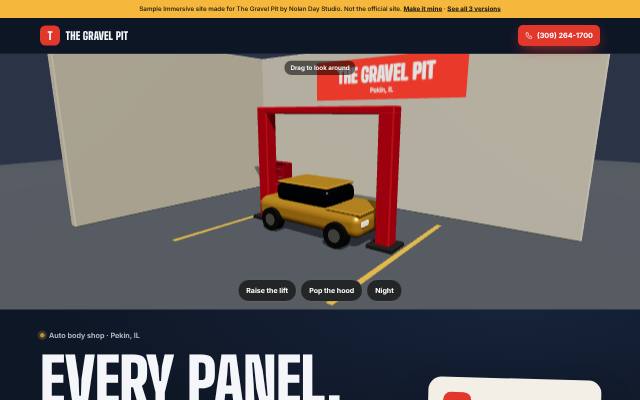 Sample Immersive site made for The Gravel Pit by Nolan Day Studio. Not the official site. Make it mine · See all 3 versions
T THE GRAVEL PIT
(309) 264-1700
Drag to look around
THE GRAVEL PIT
Pekin, IL
Raise the lift
Pop the hood
Night
Auto body shop · Pekin, IL
EVERY PANEL.